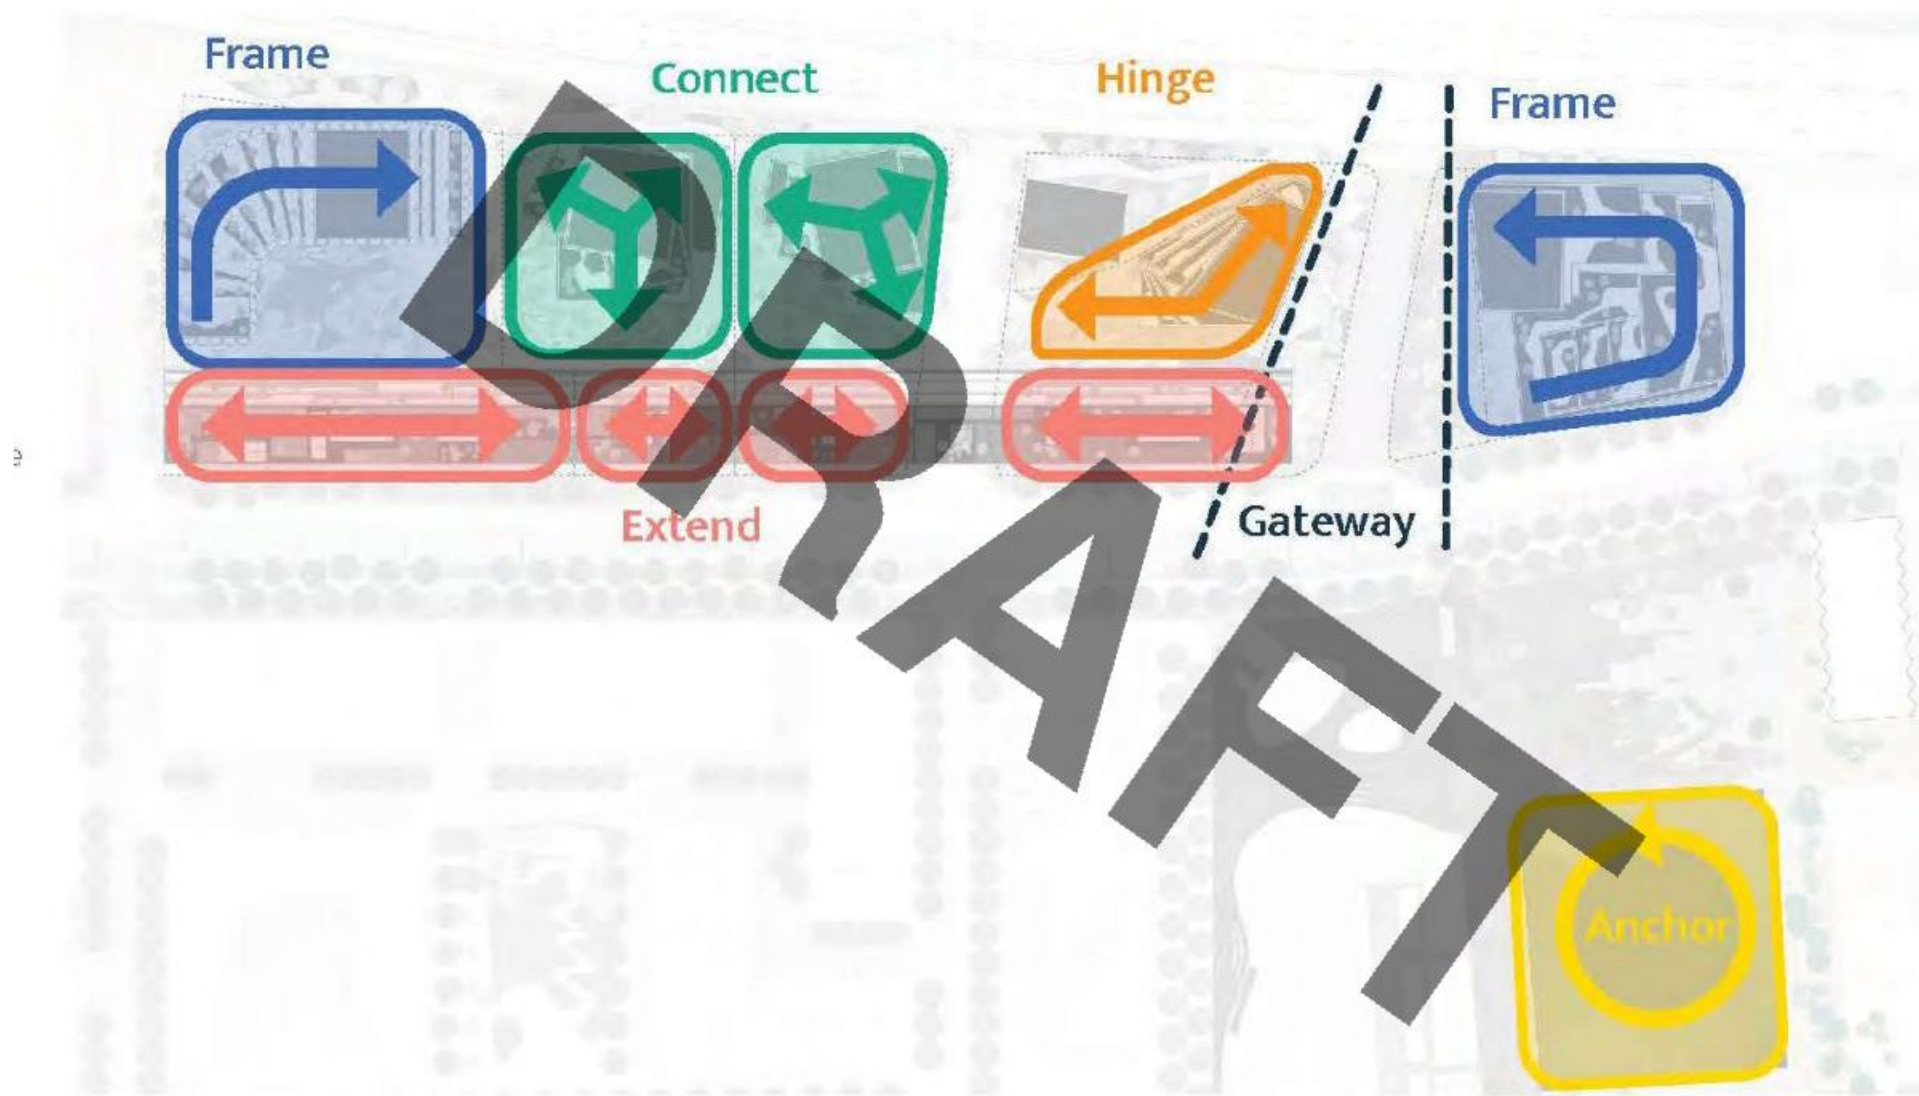 Frame
Connect
Hinge
Frame
Extend
Gateway
DRAFT
Anchor